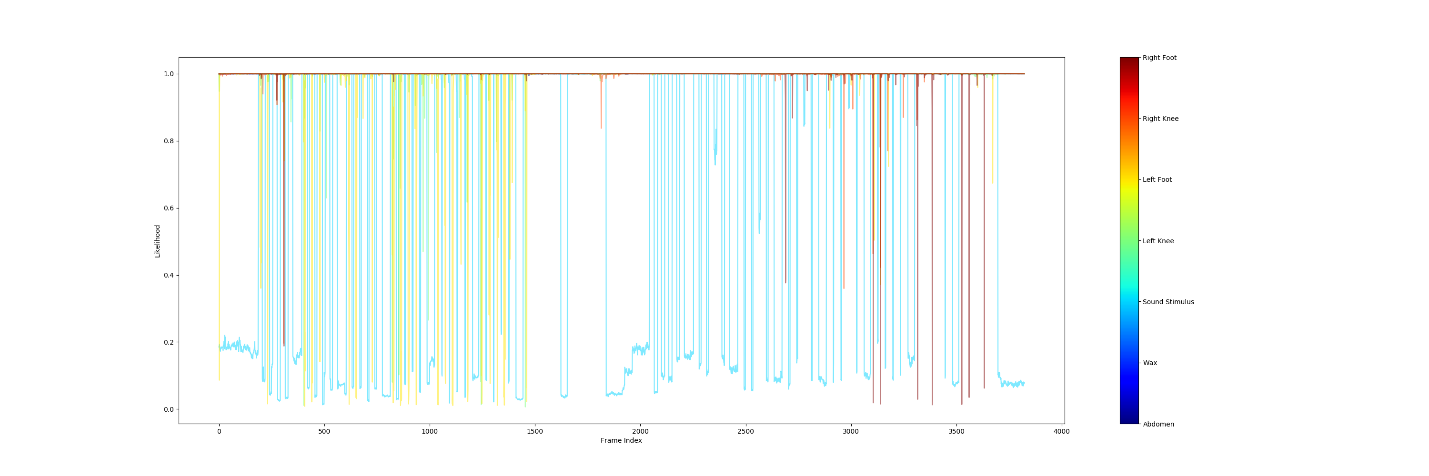 1.0
0.8
0.6
0.4
0.2
0.0
Likelihood
0 500 1000 1500 2000 2500 3000 3500 4000
Frame Index
Right Foot
Right Knee
Left Foot
Left Knee
Sound Stimulus
Wax
Abdomen